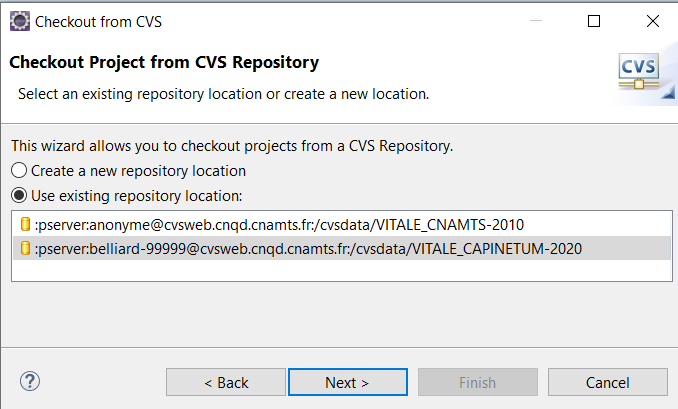 Checkout from CVS
Checkout Project from CVS Repository
CVS
Select an existing repository location or create a new location.
This wizard allows you to checkout projects from a CVS Repository.
Create a new repository location
Use existing repository location:
:pserver:anonyme@cvsweb.cnqd.cnamts.fr:/cvsdata/VITALE_CNAMTS-2010
:pserver:belliard-99999@cvsweb.cnqd.cnamts.fr:/cvsdata/VITALE_CAPINETUM-2020
?
< Back
Next >
Finish
Cancel